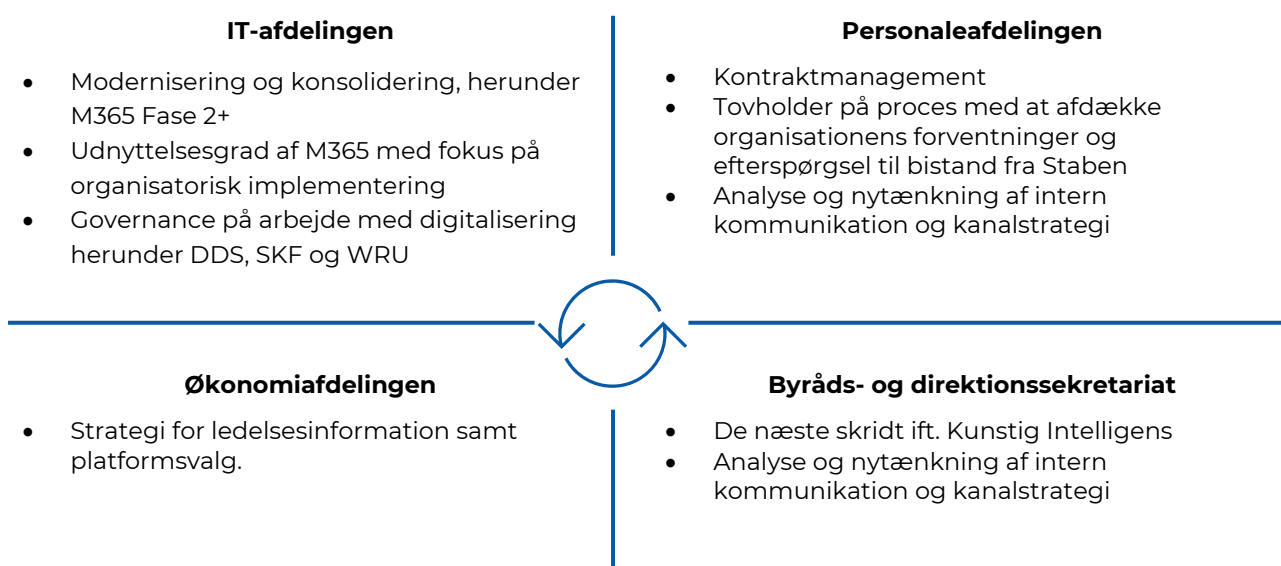 IT-afdelingen
• Modernisering og konsolidering, herunder
M365 Fase 2+
• Udnyttelsesgrad af M365 med fokus på
organisatorisk implementering
• Governance på arbejde med digitalisering
herunder DDS, SKF og WRU
Personaleafdelingen
• Kontraktmanagement
• Tovholder på proces med at afdække
organisationens forventninger og
efterspørgsel til bistand fra Staben
• Analyse og nytænkning af intern
kommunikation og kanalstrategi
Økonomiafdelingen
• Strategi for ledelsesinformation samt
platformsvalg.
Byråds- og direktionssekretariat
• De næste skridt ift. Kunstig Intelligens
• Analyse og nytænkning af intern
kommunikation og kanalstrategi